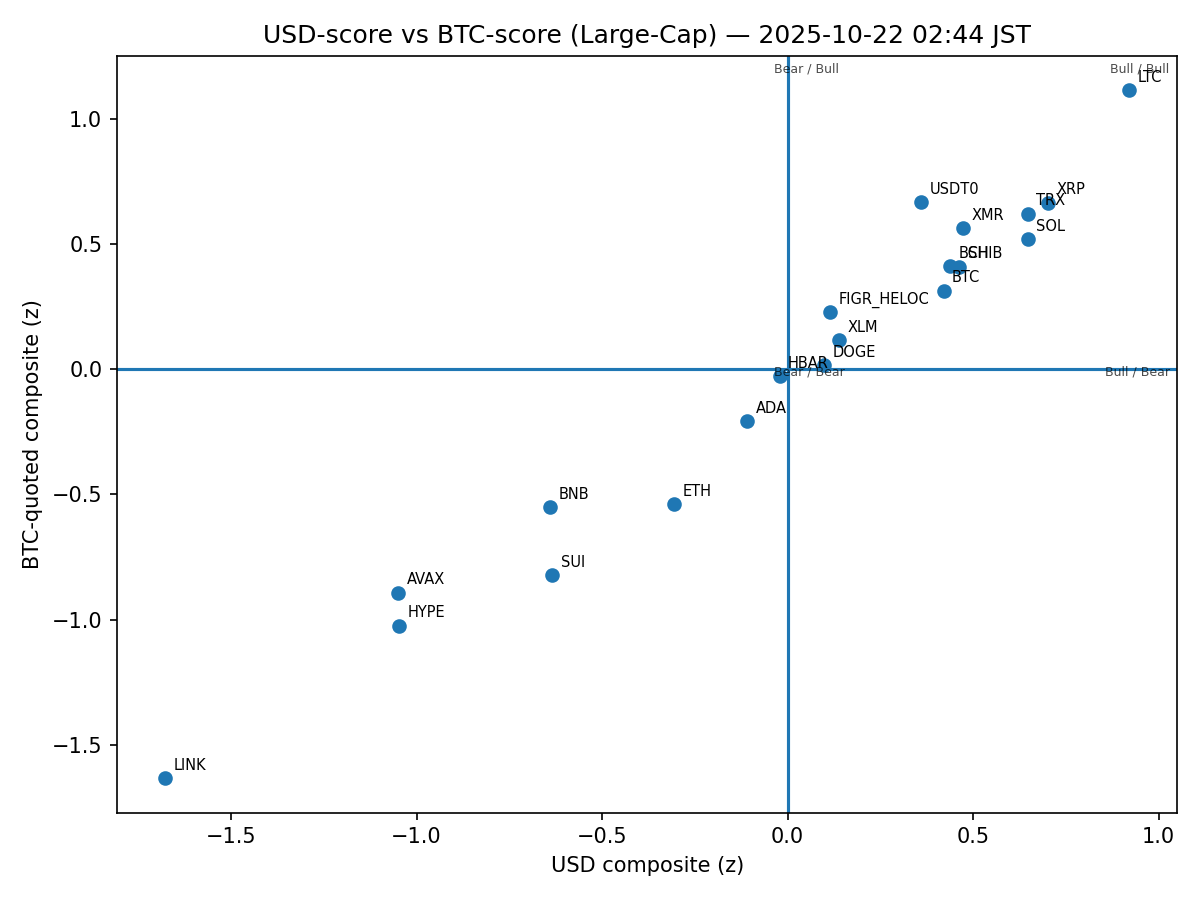 USD-score vs BTC-score (Large-Cap) — 2025-10-22 02:44 JST
Bear / Bull
Bull / Bull
LTC
1.0
USDT0
XRP
TRX
XMR
SOL
0.5
BCH
SHIB
BTC
FIGR_HELOC
XLM
DOGE
HBAR
0.0
Bear / Bear
Bull / Bear
ADA
−0.5
BNB
ETH
SUI
AVAX
HYPE
−1.0
−1.5
LINK
BTC-quoted composite (z)
−1.5
−1.0
−0.5
0.0
0.5
1.0
USD composite (z)